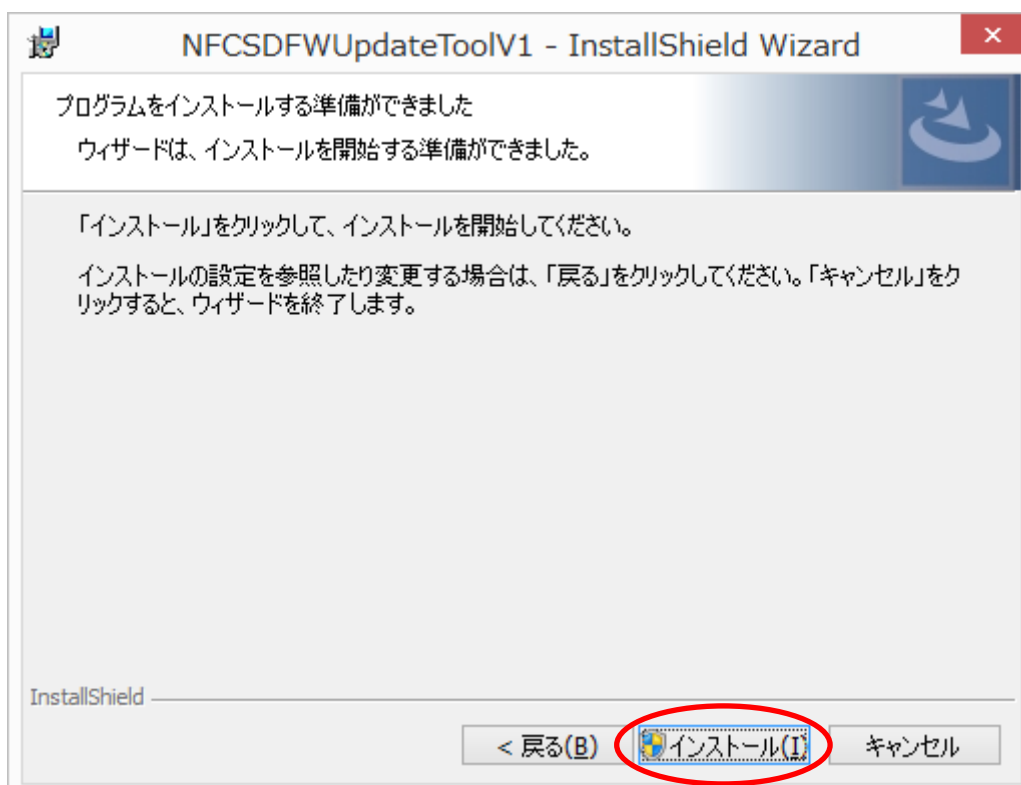 NFCSDFWUpdateToolV1 - InstallShield Wizard
プログラムをインストールする準備ができました
ウィザードは、インストールを開始する準備ができました。
「インストール」をクリックして、インストールを開始してください。
インストールの設定を参照したり変更する場合は、「戻る」をクリックしてください。「キャンセル」をク
リックすると、ウィザードを終了します。
InstallShield
< 戻る(B) インストール(I) キャンセル